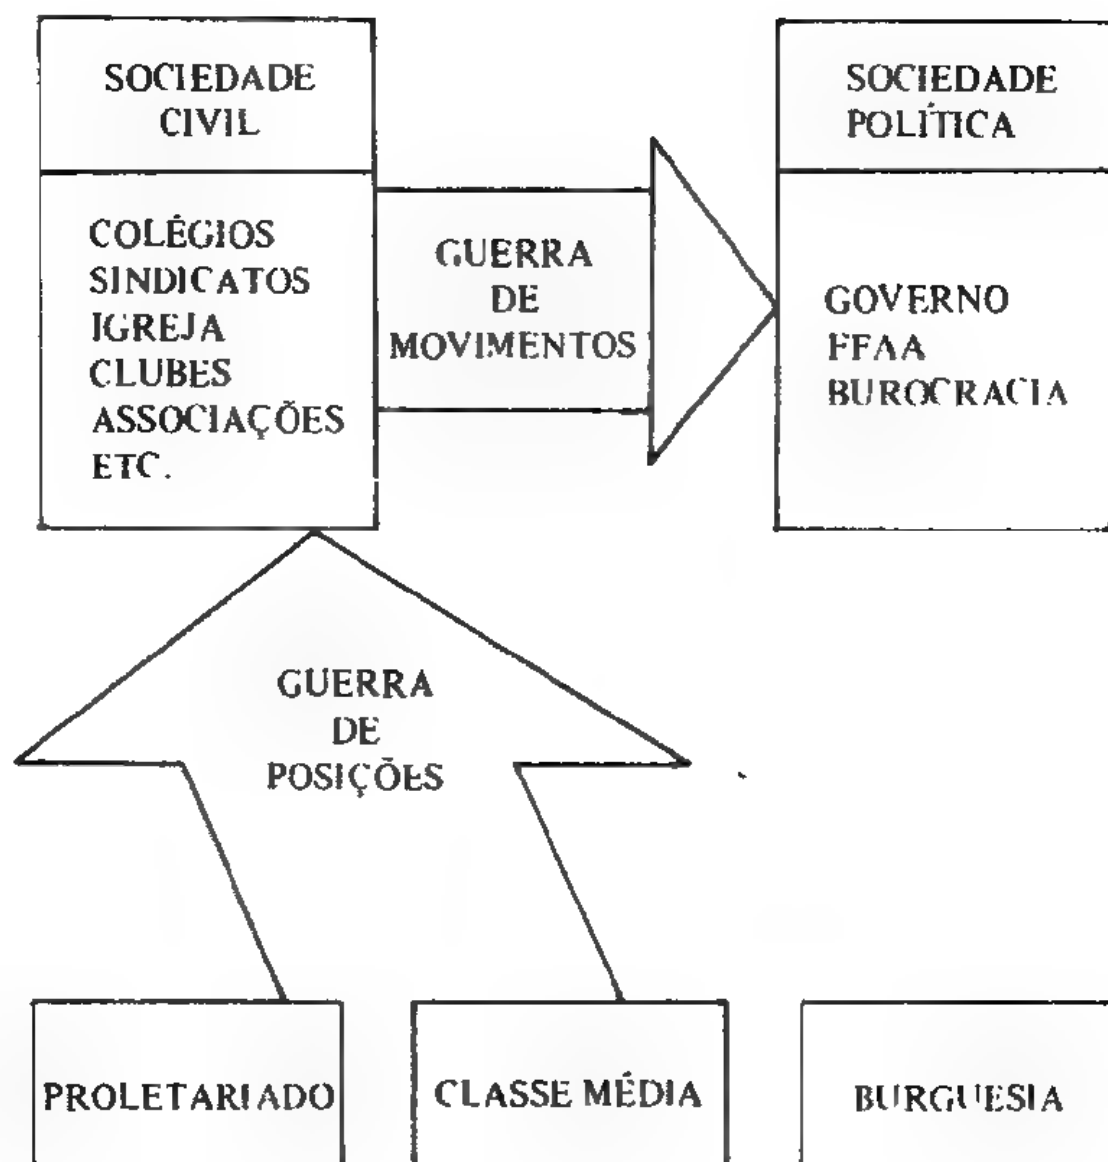 SOCIEDADE
CIVIL
COLÉGIOS
SINDICATOS
IGREJA
CLUBES
ASSOCIAÇÕES
ETC.
GUERRA
DE
MOVIMENTOS
SOCIEDADE
POLÍTICA
GOVERNO
FFAA
BUROCRACIA
GUERRA
DE
POSIÇÕES
PROLETARIADO
CLASSE MÉDIA
BURGUESIA